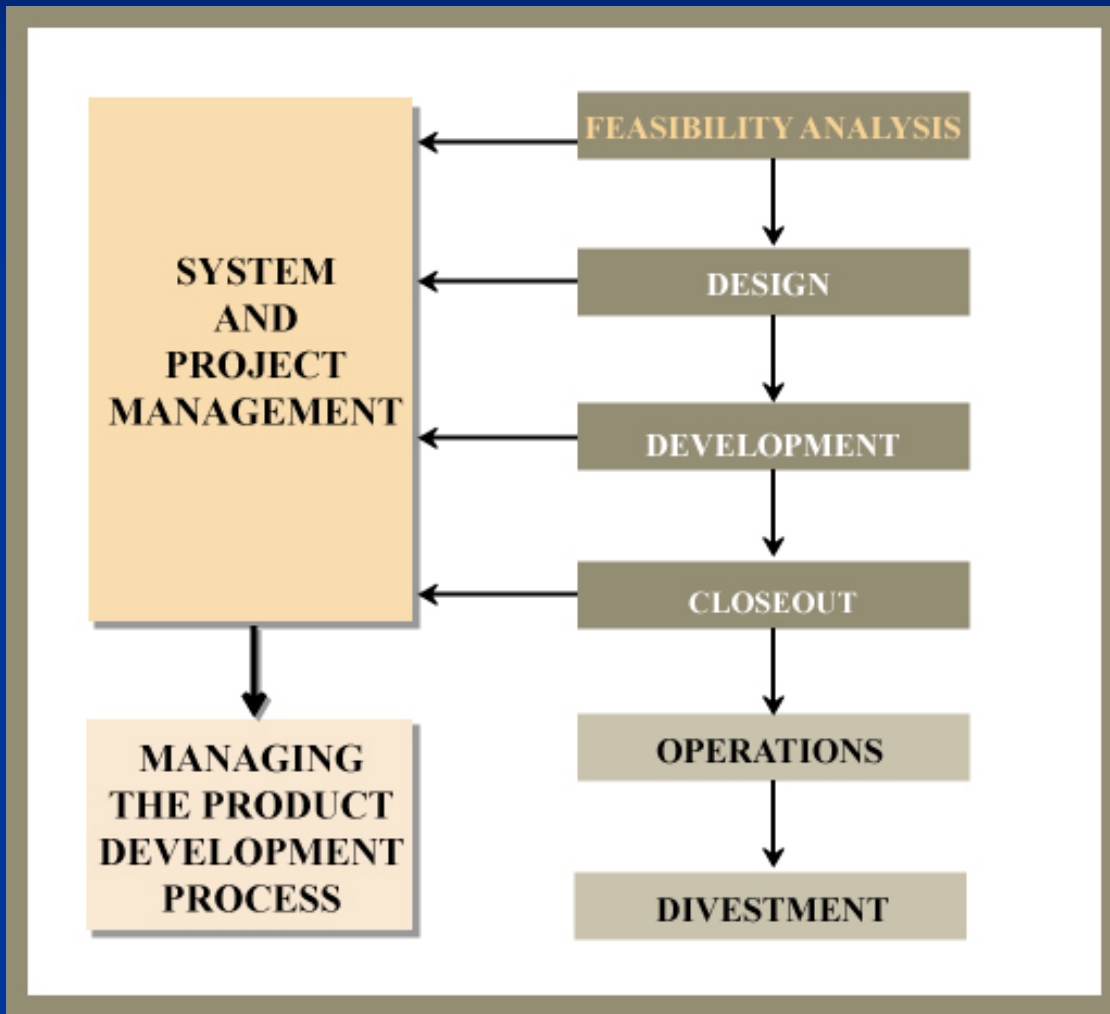 SYSTEM
AND
PROJECT
MANAGEMENT
MANAGING
THE PRODUCT
DEVELOPMENT
PROCESS
FEASIBILITY ANALYSIS
DESIGN
DEVELOPMENT
CLOSEOUT
OPERATIONS
DIVESTMENT